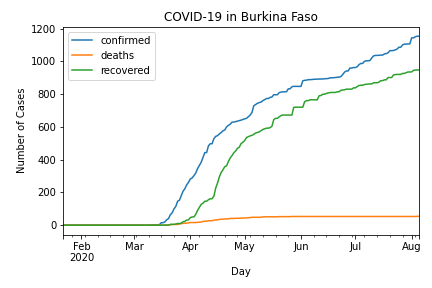 COVID-19 in Burkina Faso
confirmed
deaths
recovered
Number of Cases
1200
1000
800
600
400
200
0
Feb Mar Apr May Jun Jul Aug
2020
Day